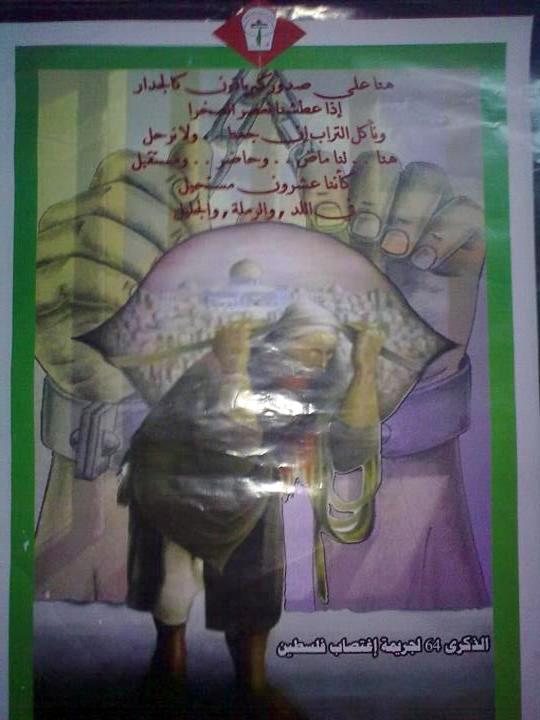 هنا على صدوركم باقون كالجدار
إذا عطشنا نعصر الصخرا
ونأكل التراب إن جعنا .. ولا نرحل
هنا .. لنا ماضٍ .. وحاضر .. ومستقبل
كأننا عشرون مستحيل
في اللد , والرملة , والجليل
الذكرى 64 لجريمة إغتصاب فلسطين